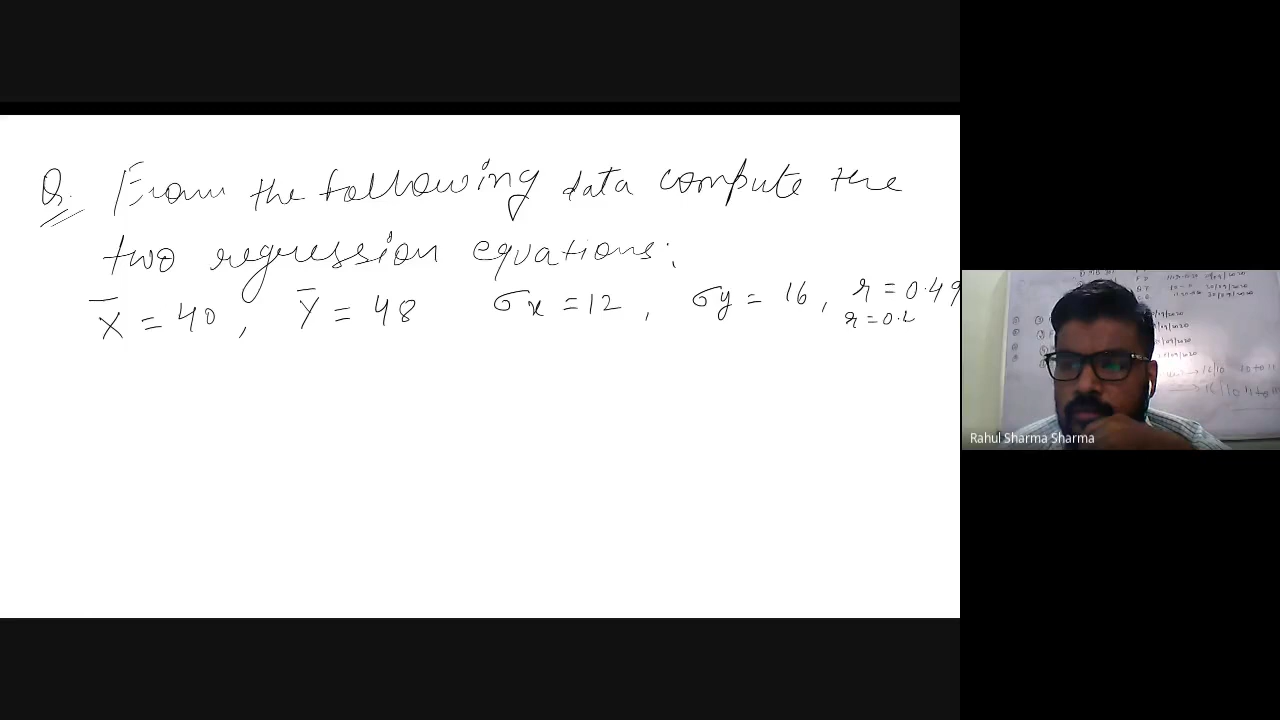 Q. From the following data compute the
two regression equations:
X̄ = 40, Ȳ = 48 σx = 12, σy = 16, r = 0.49
r = 0.
Rahul Sharma Sharma